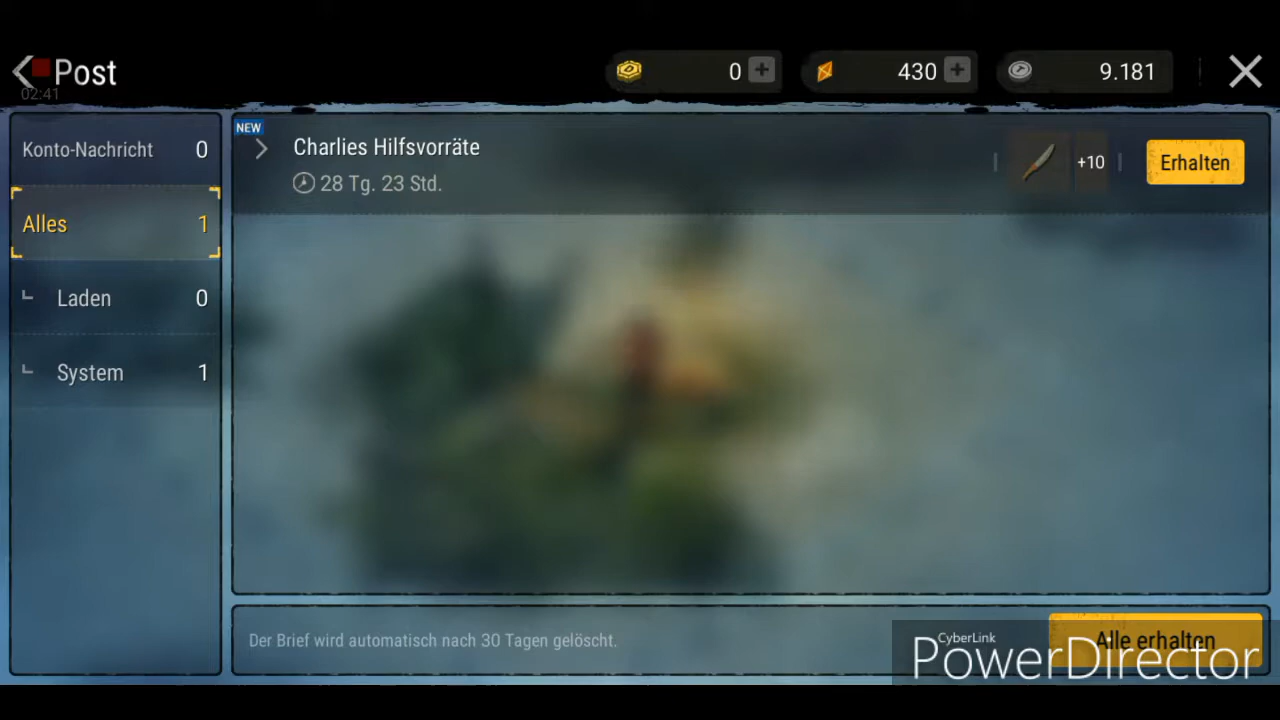 Post
02:41
0
430
9.181
Konto-Nachricht 0
Alles 1
Laden 0
System 1
NEW
Charlies Hilfsvorräte
28 Tg. 23 Std.
+10
Erhalten
Der Brief wird automatisch nach 30 Tagen gelöscht.
Alle erhalten
CyberLink
PowerDirector